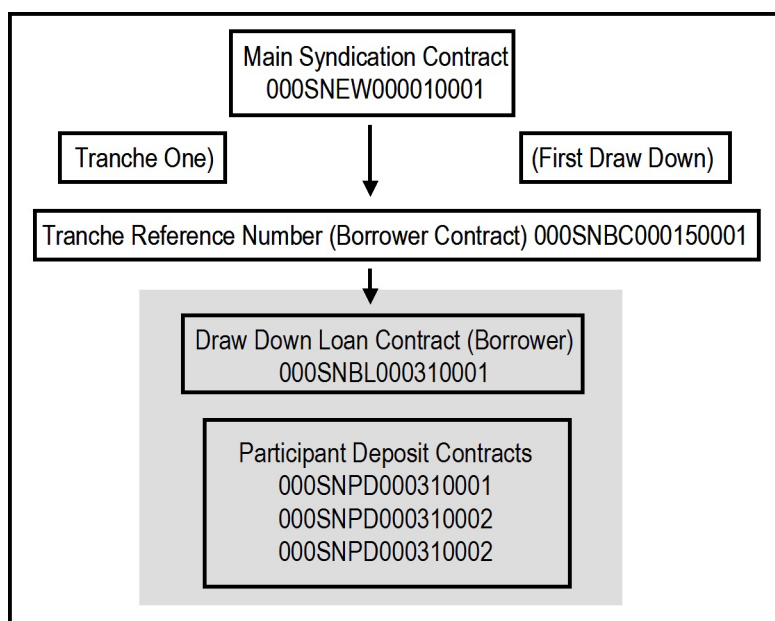 Main Syndication Contract
000SNEW000010001
Tranche One)
(First Draw Down)
Tranche Reference Number (Borrower Contract) 000SNBC000150001
Draw Down Loan Contract (Borrower)
000SNBL000310001
Participant Deposit Contracts
000SNPD000310001
000SNPD000310002
000SNPD000310002